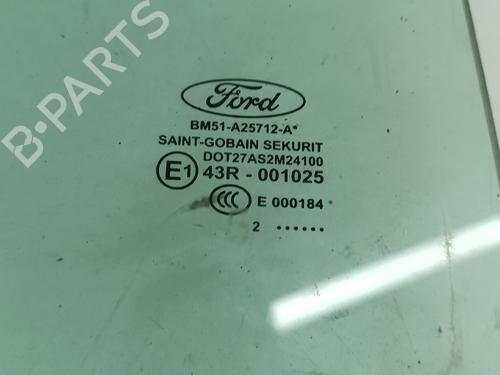 B-PARTS
Ford
BM51-A25712-A*
SAINT-GOBAIN SEKURIT
DOT27AS2M24100
E1 43R - 001025
CCC E 000184
2 ······